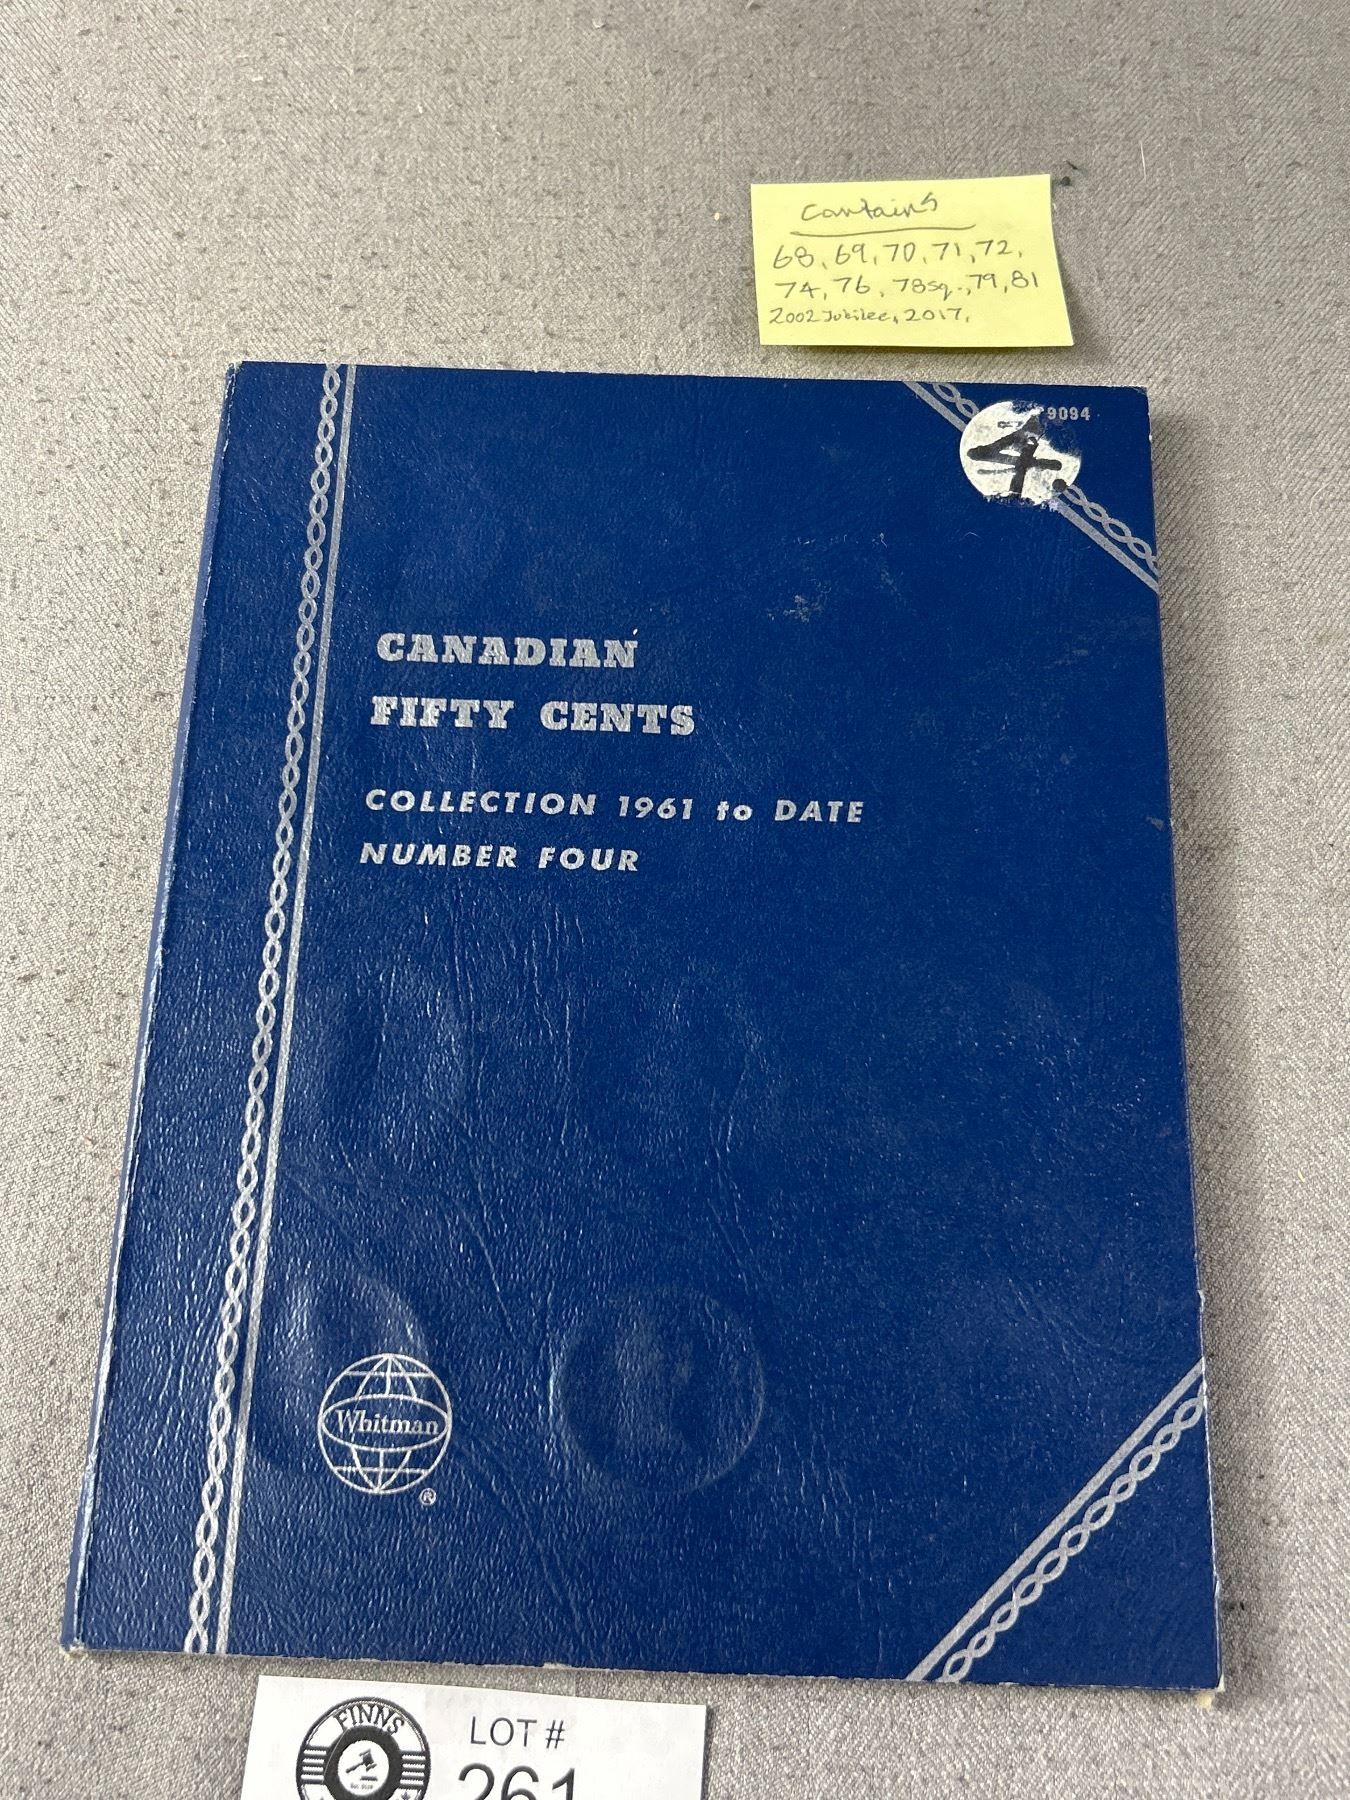 Contains
68, 69, 70, 71, 72,
74, 76, 78sq., 79, 81
2002 Jubilee, 2017,
9094
4.
CANADIAN
FIFTY CENTS
COLLECTION 1961 to DATE
NUMBER FOUR
Whitman
®
FINNS
LOT #
261